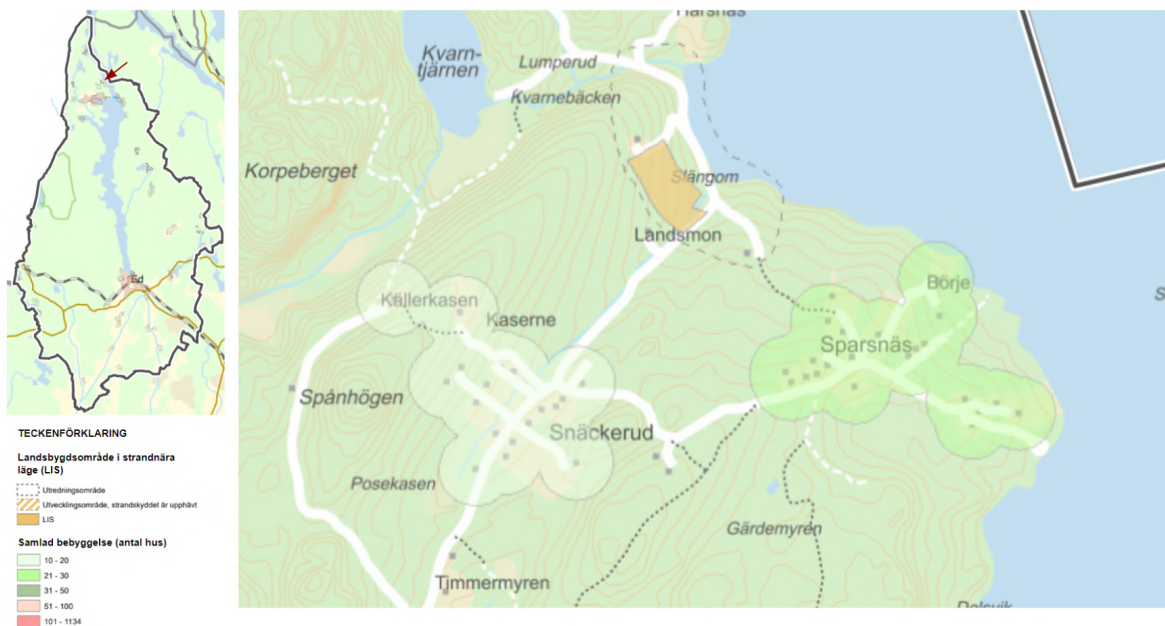 Ed
TECKENFÖRKLARING
Landsbygdsområde i strandnära
läge (LIS)
Utredningsområde
Utvecklingsområde, strandskyddet är upphävt
LIS
Samlad bebyggelse (antal hus)
10 - 20
21 - 30
31 - 50
51 - 100
101 - 1134
Harsnäs
Kvarn-
tjärnen
Lumperud
Kvarnebäcken
Korpeberget
Slängom
Ländsmon
Källerkasen
Kaserne
Börje
Sparsnäs
Spånhögen
Snäckerud
Posekasen
Gärdemyren
Timmermyren
S